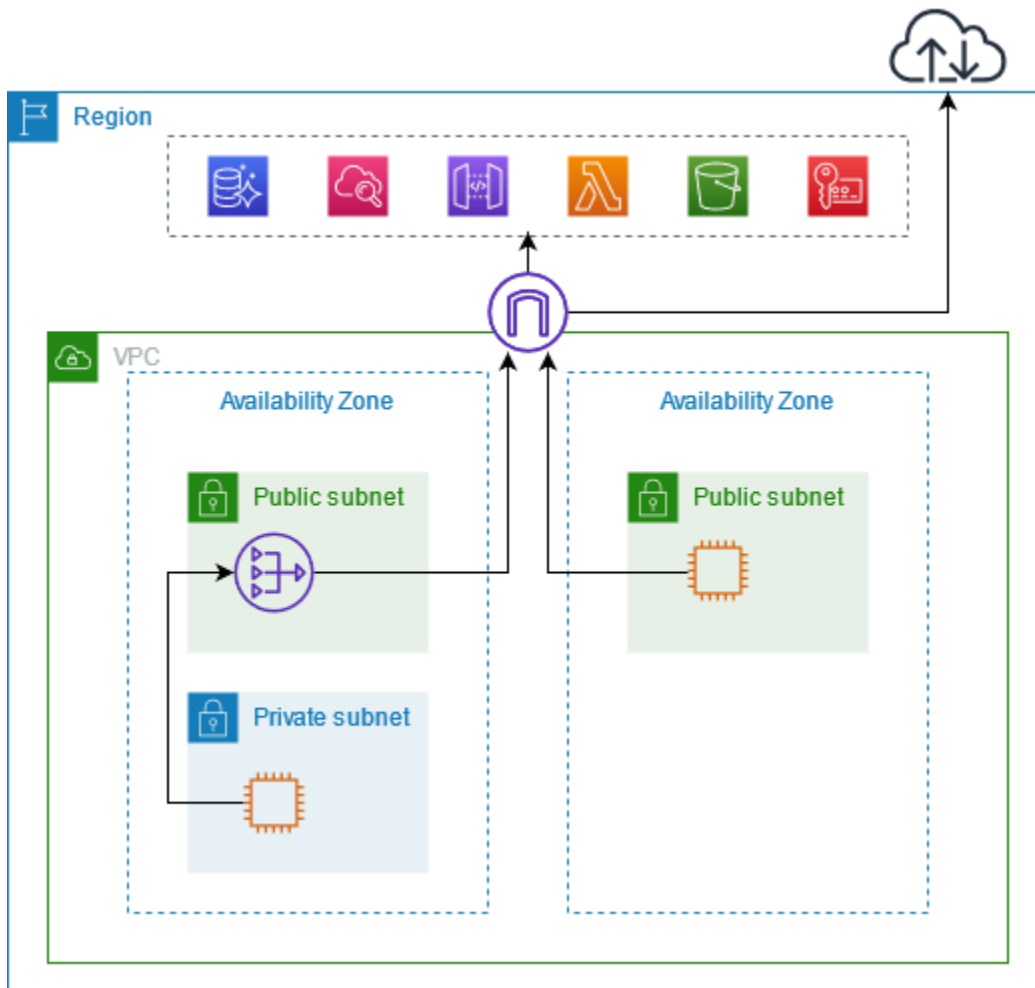 Region
VPC
Availability Zone
Availability Zone
Public subnet
Public subnet
Private subnet